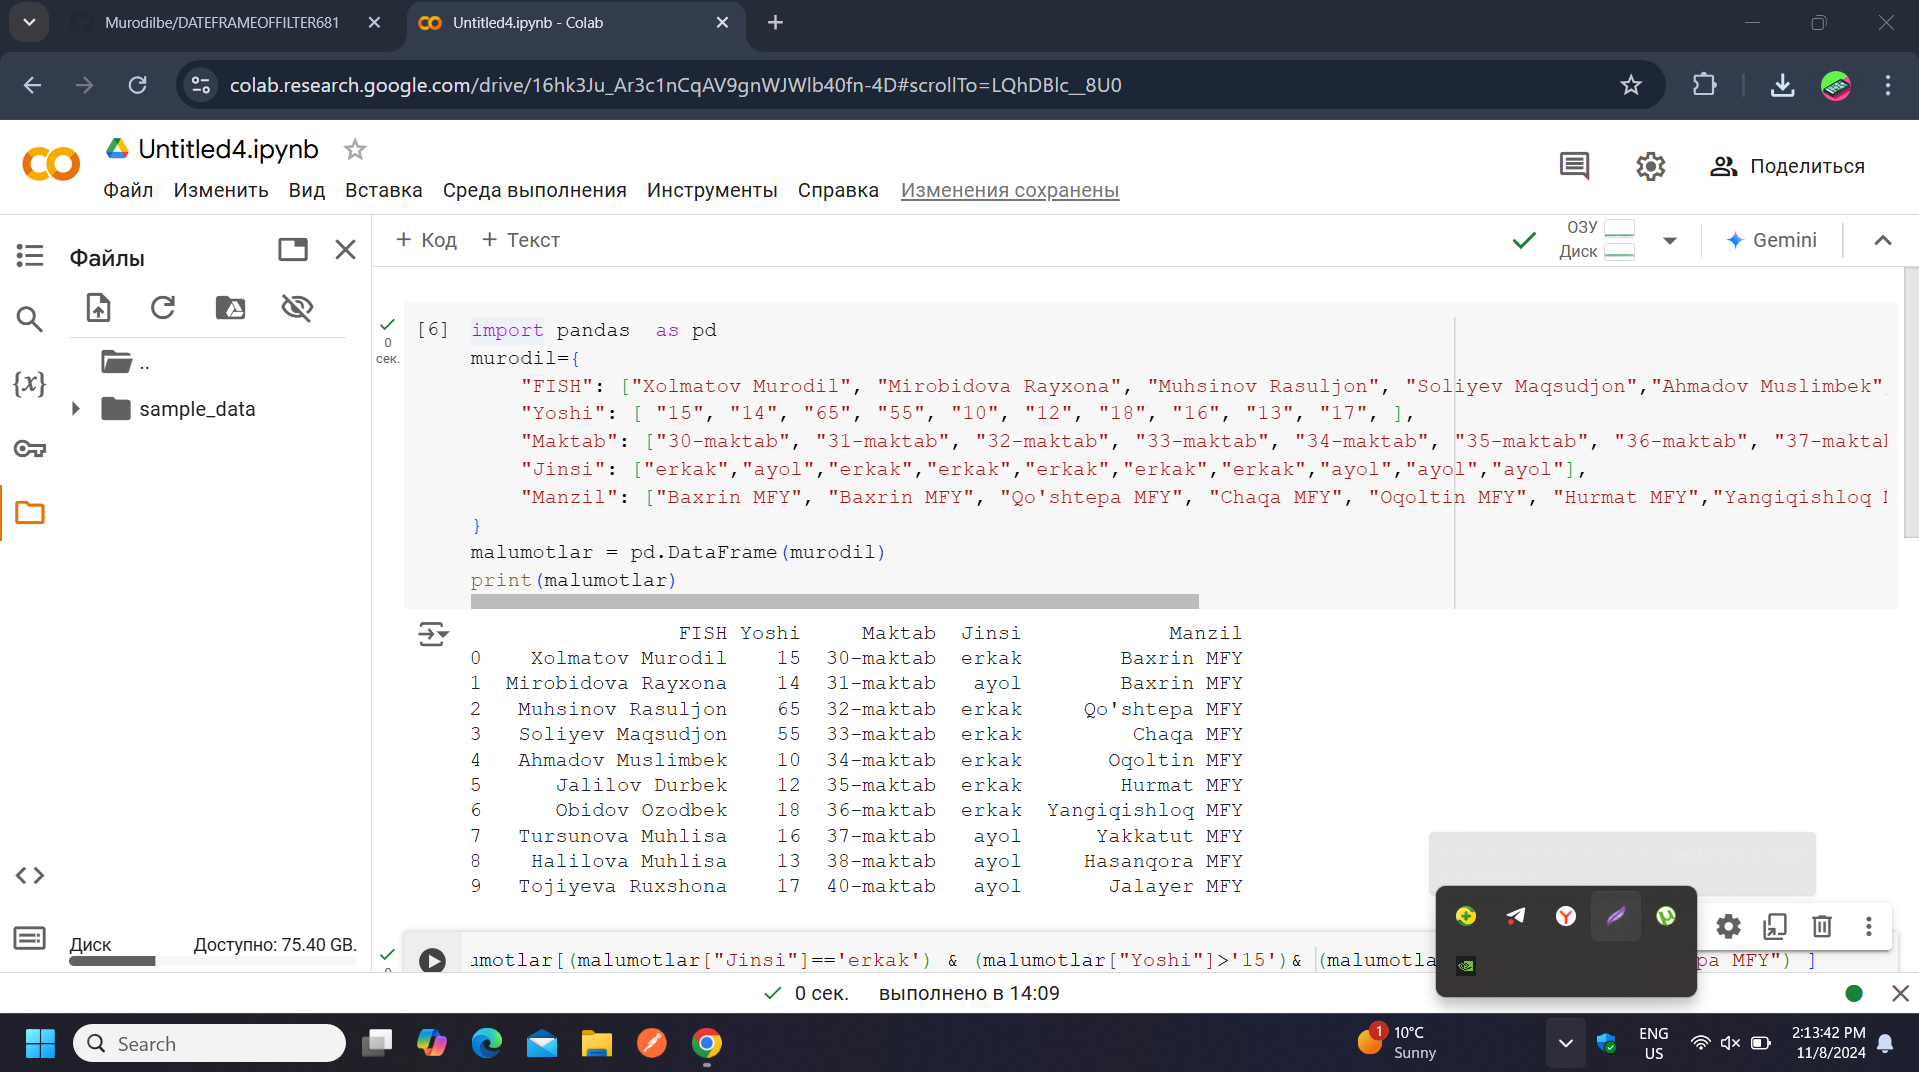 Murodilbe/DATEFRAMEOFFILTER681
Untitled4.ipynb - Colab
colab.research.google.com/drive/16hk3Ju_Ar3c1nCqAV9gnWJWlb40fn-4D#scrollTo=LQhDBlc__8U0
Untitled4.ipynb
Поделиться
Файл Изменить Вид Вставка Среда выполнения Инструменты Справка Изменения сохранены
Файлы
+ Код + Текст
ОЗУ
Диск
Gemini
..
sample_data
0
сек.
[6]
import pandas  as pd
murodil={
"FISH": ["Xolmatov Murodil", "Mirobidova Rayxona", "Muhsinov Rasuljon", "Soliyev Maqsudjon","Ahmadov Muslimbek"
"Yoshi": [ "15", "14", "65", "55", "10", "12", "18", "16", "13", "17", ],
"Maktab": ["30-maktab", "31-maktab", "32-maktab", "33-maktab", "34-maktab", "35-maktab", "36-maktab", "37-maktab
"Jinsi": ["erkak","ayol","erkak","erkak","erkak","erkak","erkak","ayol","ayol","ayol"],
"Manzil": ["Baxrin MFY", "Baxrin MFY", "Qo'shtepa MFY", "Chaqa MFY", "Oqoltin MFY", "Hurmat MFY","Yangiqishloq
}
malumotlar = pd.DataFrame(murodil)
print(malumotlar)
FISH Yoshi Maktab Jinsi Manzil
0 Xolmatov Murodil 15 30-maktab erkak Baxrin MFY
1 Mirobidova Rayxona 14 31-maktab ayol Baxrin MFY
2 Muhsinov Rasuljon 65 32-maktab erkak Qo'shtepa MFY
3 Soliyev Maqsudjon 55 33-maktab erkak Chaqa MFY
4 Ahmadov Muslimbek 10 34-maktab erkak Oqoltin MFY
5 Jalilov Durbek 12 35-maktab erkak Hurmat MFY
6 Obidov Ozodbek 18 36-maktab erkak Yangiqishloq MFY
7 Tursunova Muhlisa 16 37-maktab ayol Yakkatut MFY
8 Halilova Muhlisa 13 38-maktab ayol Hasanqora MFY
9 Tojiyeva Ruxshona 17 40-maktab ayol Jalayer MFY
umotlar[(malumotlar["Jinsi"]=='erkak') & (malumotlar["Yoshi"]>'15')& (malumotla pa MFY") ]
Диск Доступно: 75.40 GB.
0 сек. выполнено в 14:09
Search
1
10°C
Sunny
ENG
US
2:13:42 PM
11/8/2024